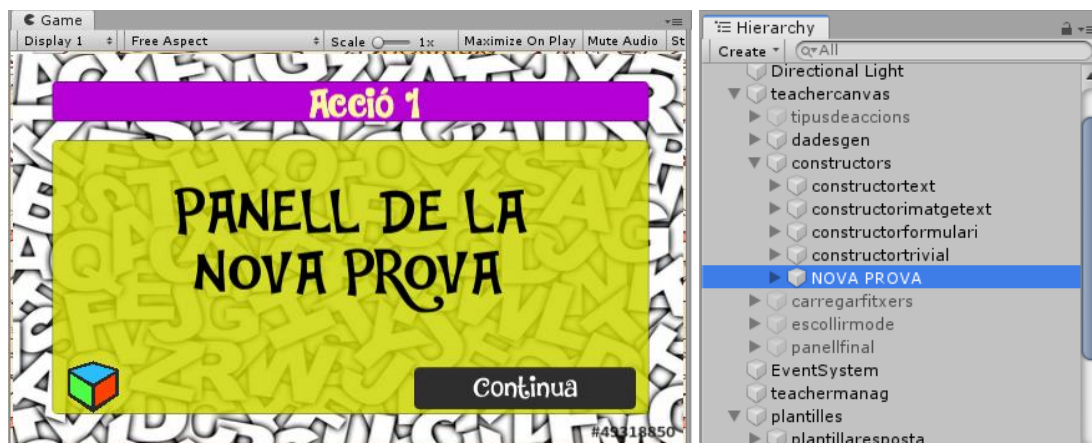 Game
Display 1
Free Aspect
Scale
1x
Maximize On Play
Mute Audio
St
Acció 1
PANELL DE LA
NOVA PROVA
Continua
#49318850
Hierarchy
Create
All
Directional Light
teachercanvas
tipusdeaccions
dadesgen
constructors
constructortext
constructorimatgetext
constructorformulari
constructortrivial
NOVA PROVA
carregarfitxers
escollirmode
panellfinal
EventSystem
teachermanag
plantilles
plantillaresposta